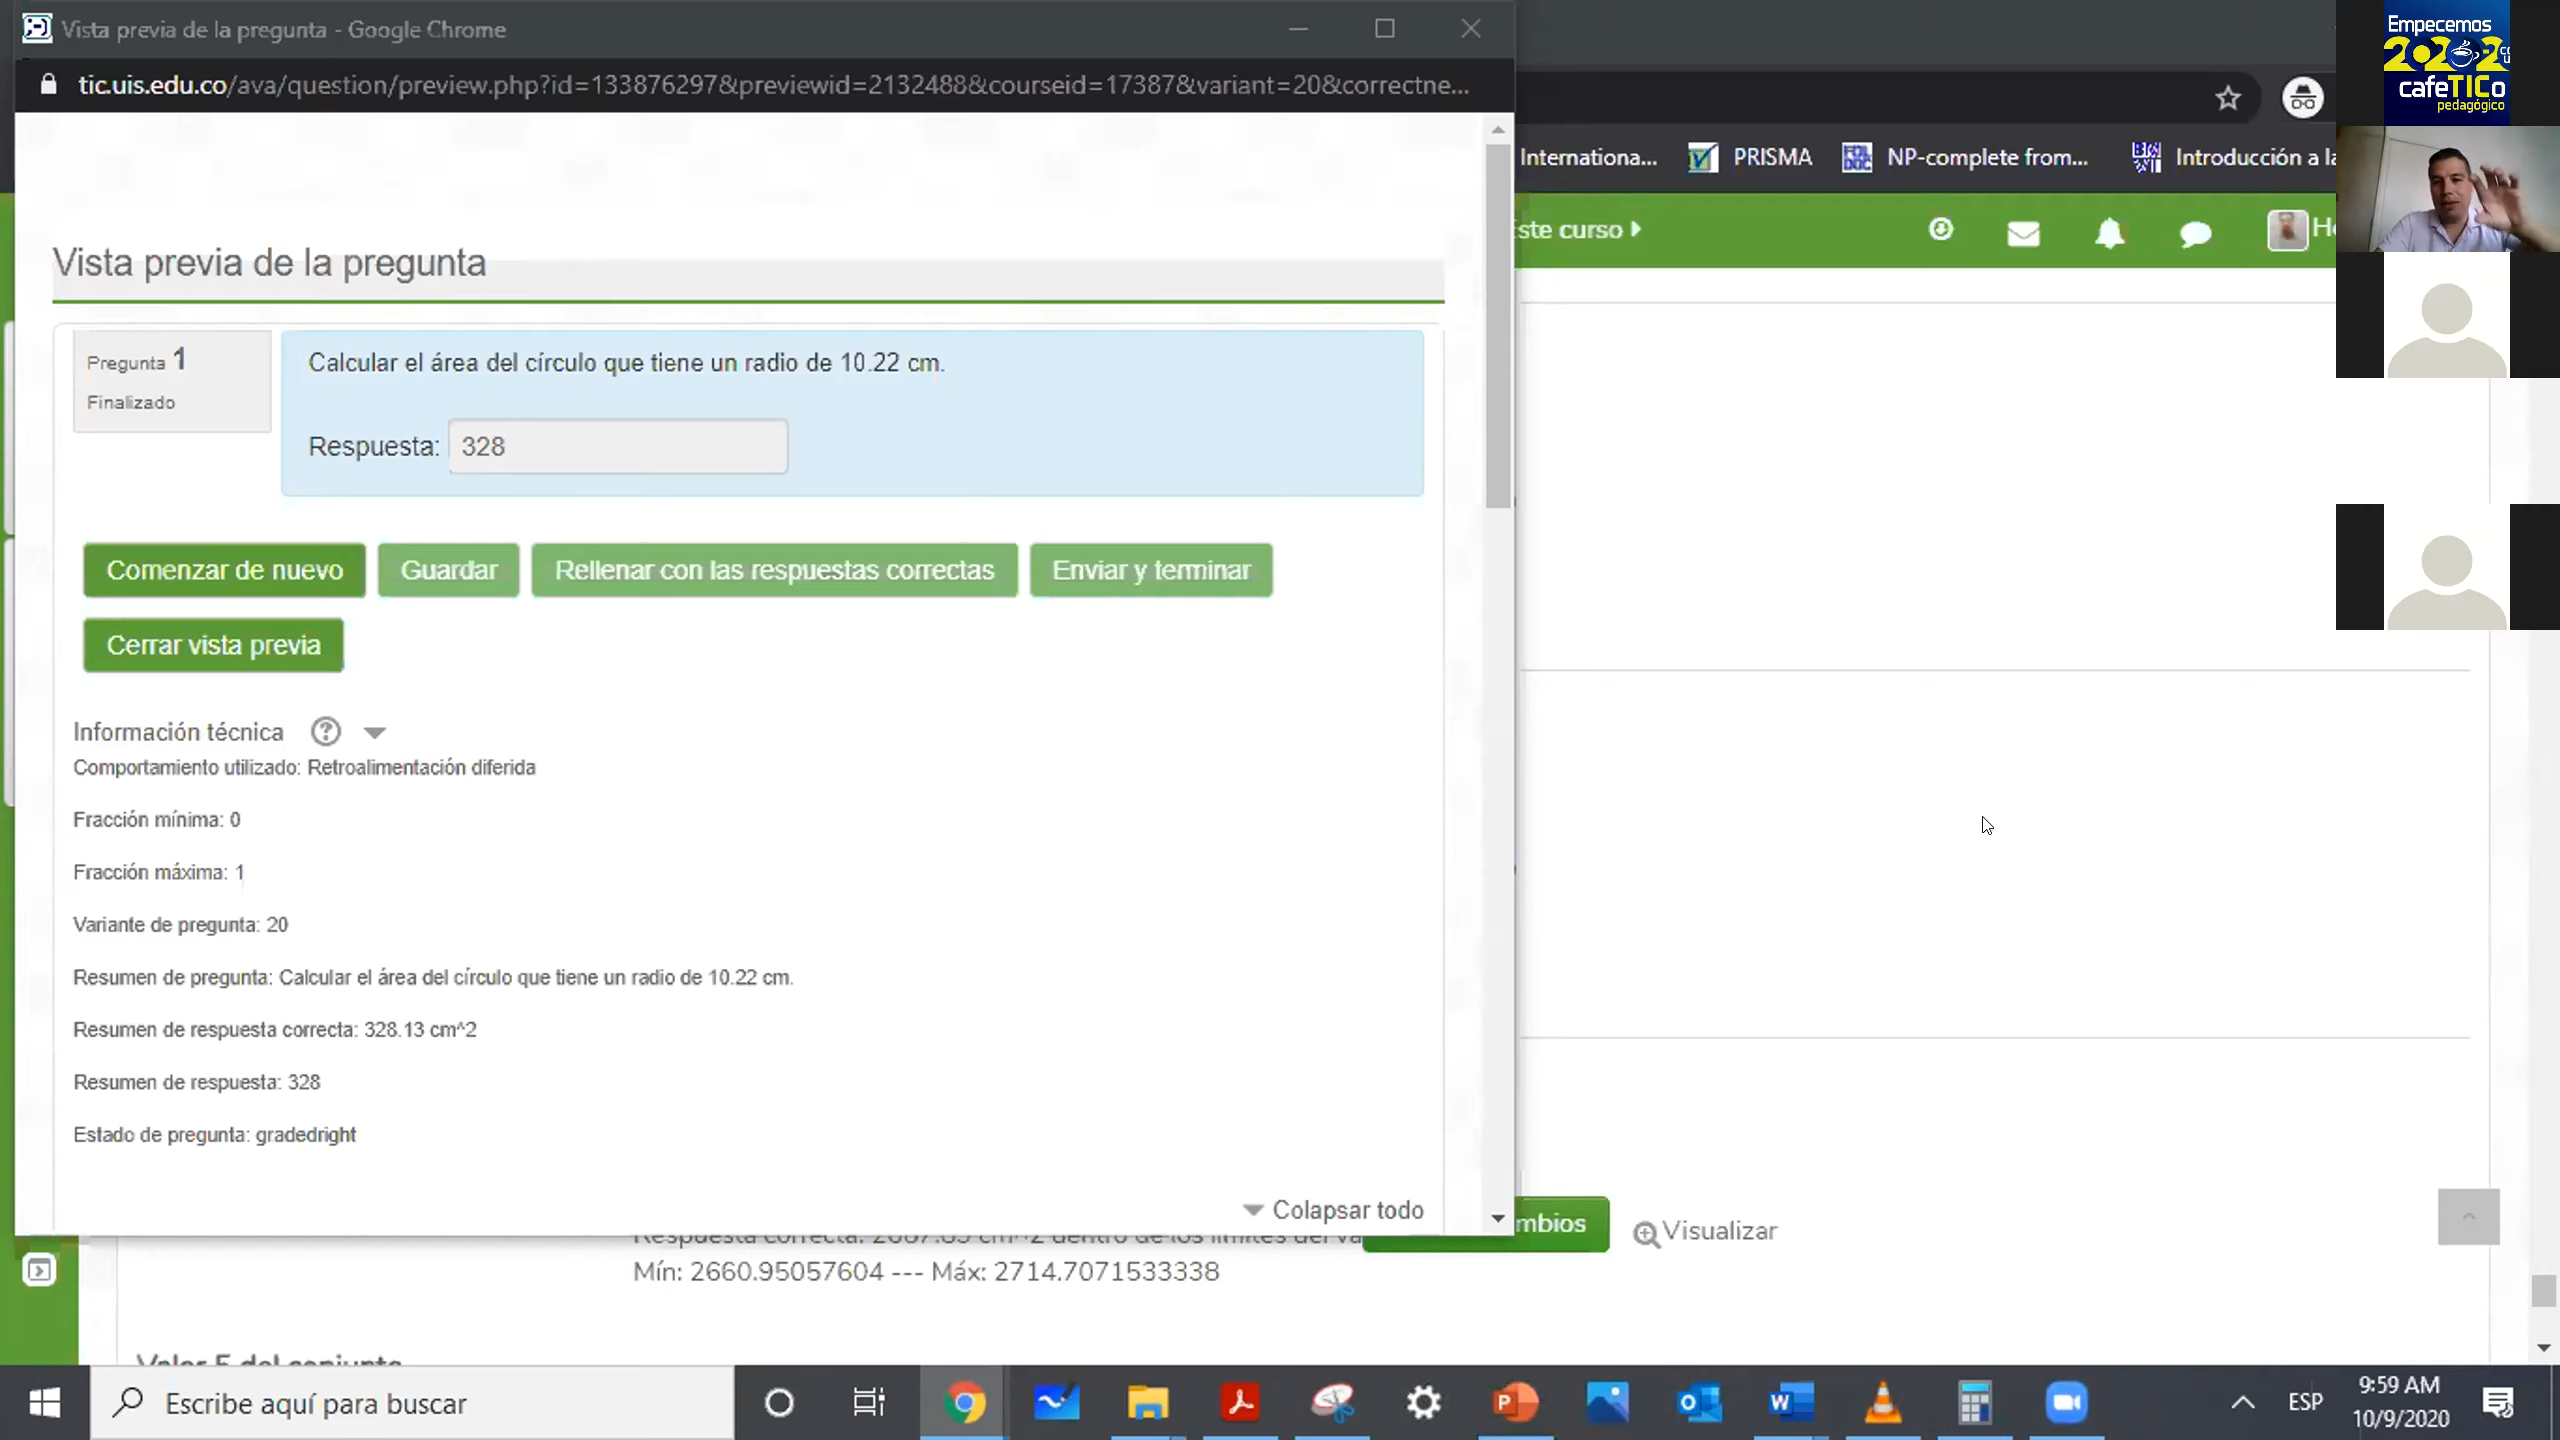 Vista previa de la pregunta - Google Chrome
tic.uis.edu.co/ava/question/preview.php?id=133876297&previewid=2132488&courseid=17387&variant=20&correctne...
Empecemos
2020-2
cafeTICo
pedagógico
Internationa...
PRISMA
NP-complete from...
Introducción a la
ste curso
Vista previa de la pregunta
Pregunta 1
Finalizado
Calcular el área del círculo que tiene un radio de 10.22 cm.
Respuesta: 328
Comenzar de nuevo
Guardar
Rellenar con las respuestas correctas
Enviar y terminar
Cerrar vista previa
Información técnica
Comportamiento utilizado: Retroalimentación diferida
Fracción mínima: 0
Fracción máxima: 1
Variante de pregunta: 20
Resumen de pregunta: Calcular el área del círculo que tiene un radio de 10.22 cm.
Resumen de respuesta correcta: 328.13 cm^2
Resumen de respuesta: 328
Estado de pregunta: gradedright
Colapsar todo
mbios
Visualizar
Mín: 2660.95057604 --- Máx: 2714.7071533338
Escribe aquí para buscar
ESP
9:59 AM
10/9/2020